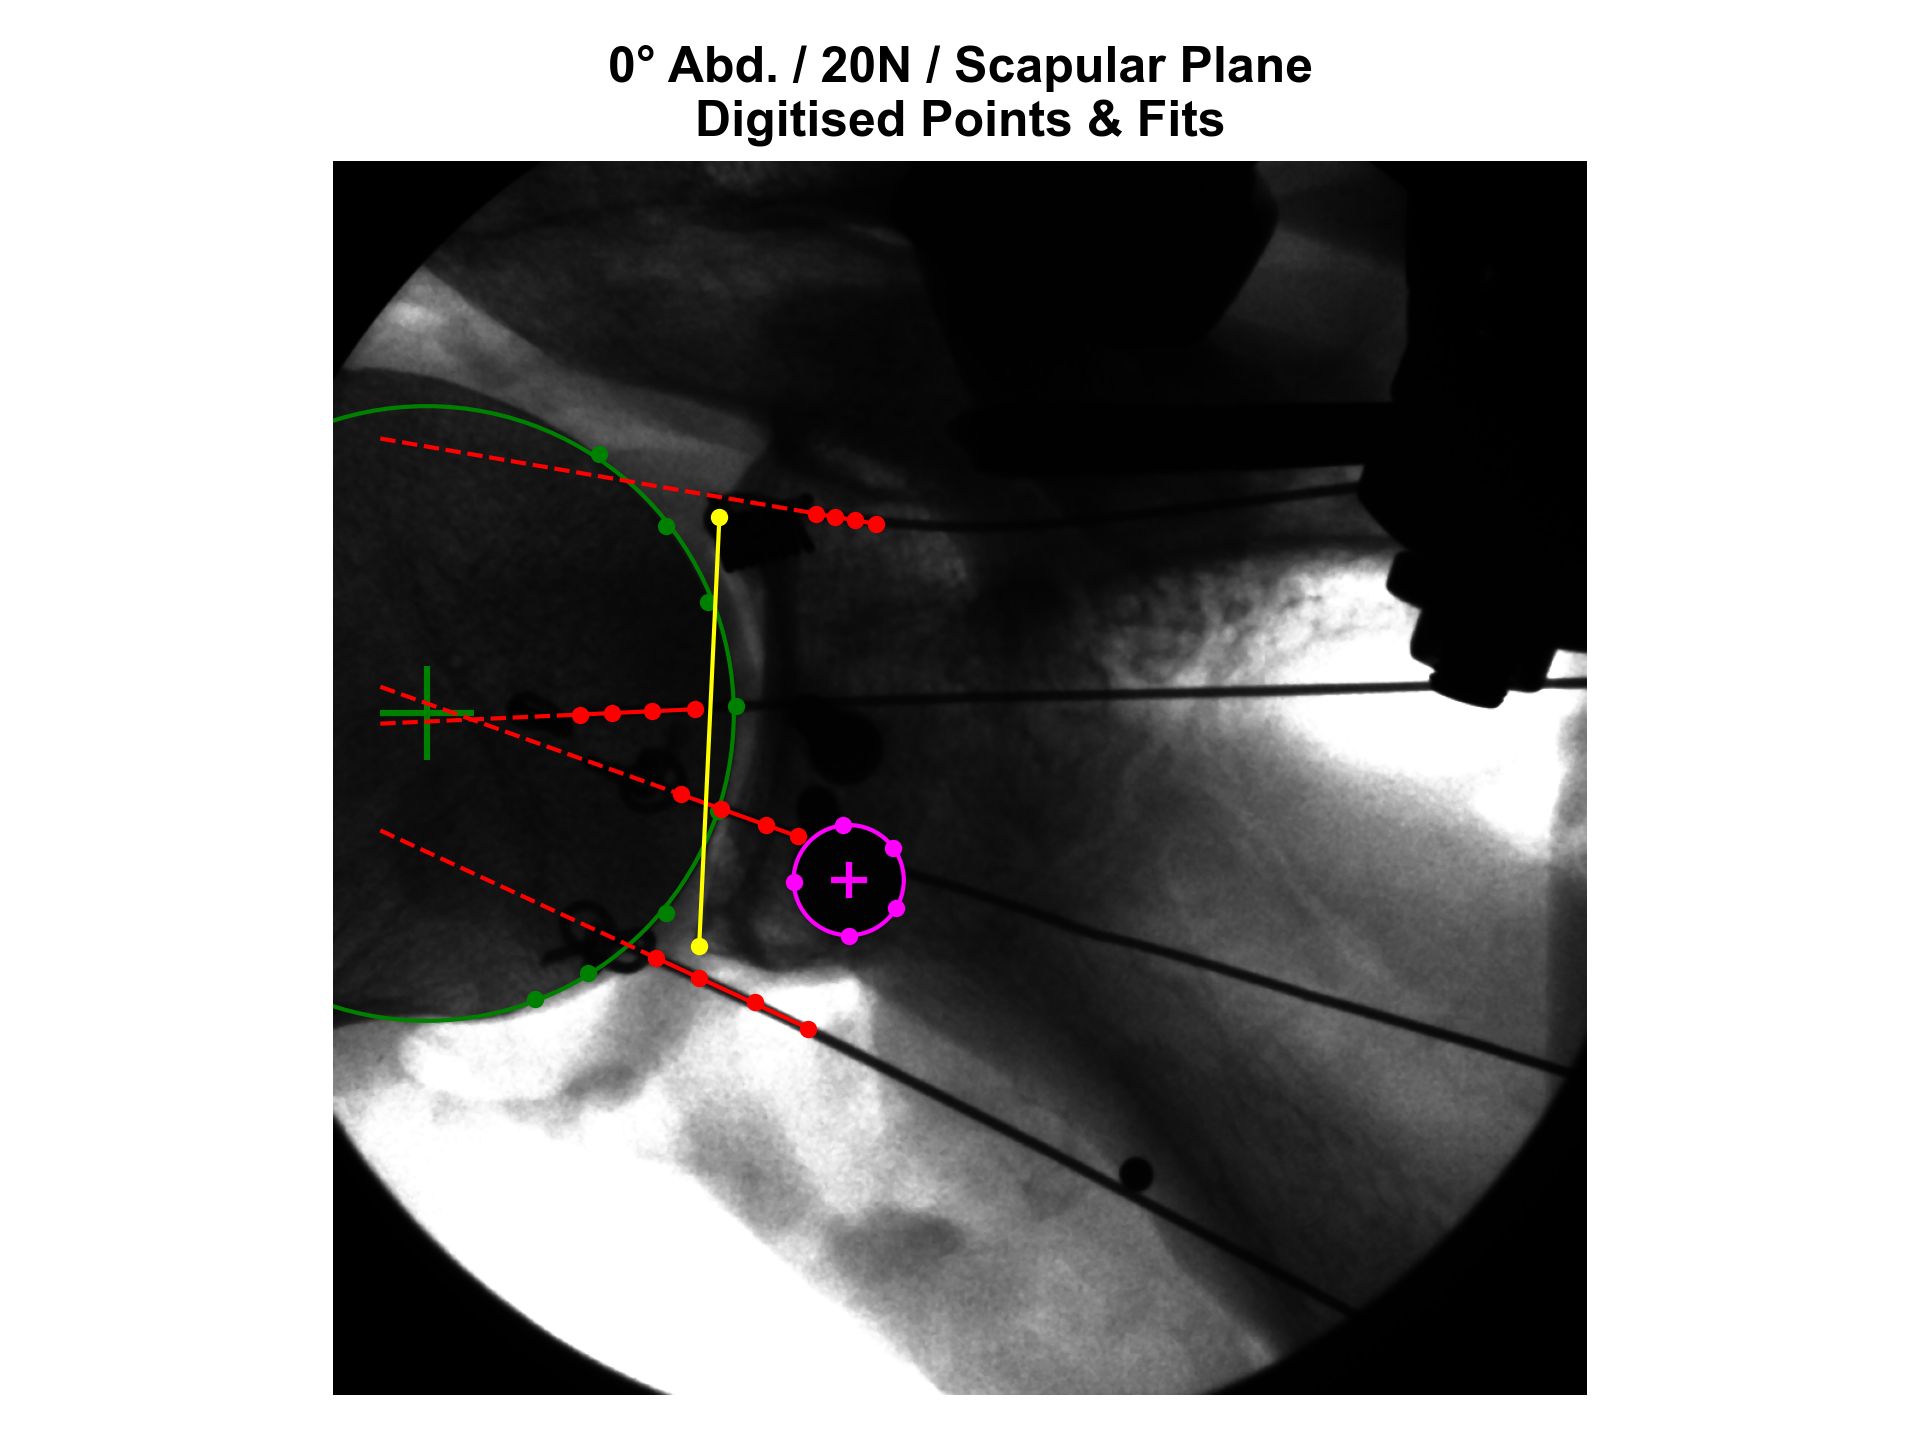 0° Abd. / 20N / Scapular Plane
Digitised Points & Fits